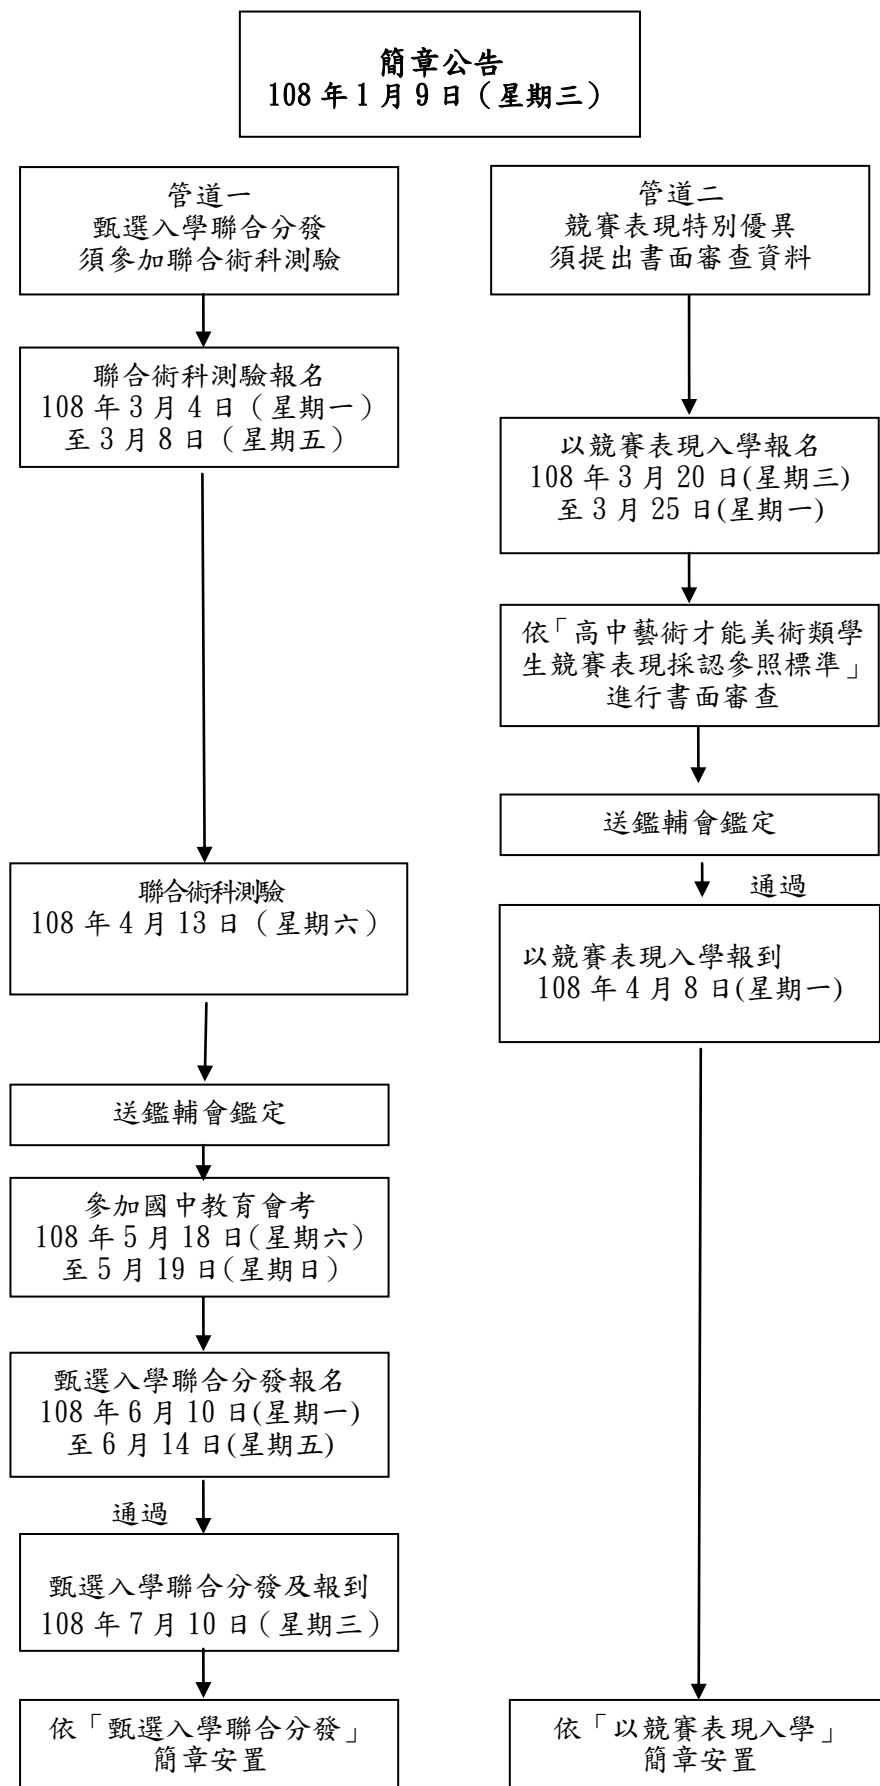 簡章公告
108 年 1 月 9 日（星期三）
管道一
甄選入學聯合分發
須參加聯合術科測驗
聯合術科測驗報名
108 年 3 月 4 日（星期一）
至 3 月 8 日（星期五）
聯合術科測驗
108 年 4 月 13 日（星期六）
送鑑輔會鑑定
參加國中教育會考
108 年 5 月 18 日(星期六)
至 5 月 19 日(星期日)
甄選入學聯合分發報名
108 年 6 月 10 日(星期一)
至 6 月 14 日(星期五)
通過
甄選入學聯合分發及報到
108 年 7 月 10 日（星期三）
依「甄選入學聯合分發」
簡章安置
管道二
競賽表現特別優異
須提出書面審查資料
以競賽表現入學報名
108 年 3 月 20 日(星期三)
至 3 月 25 日(星期一)
依「高中藝術才能美術類學
生競賽表現採認參照標準」
進行書面審查
送鑑輔會鑑定
通過
以競賽表現入學報到
108 年 4 月 8 日(星期一)
依「以競賽表現入學」
簡章安置